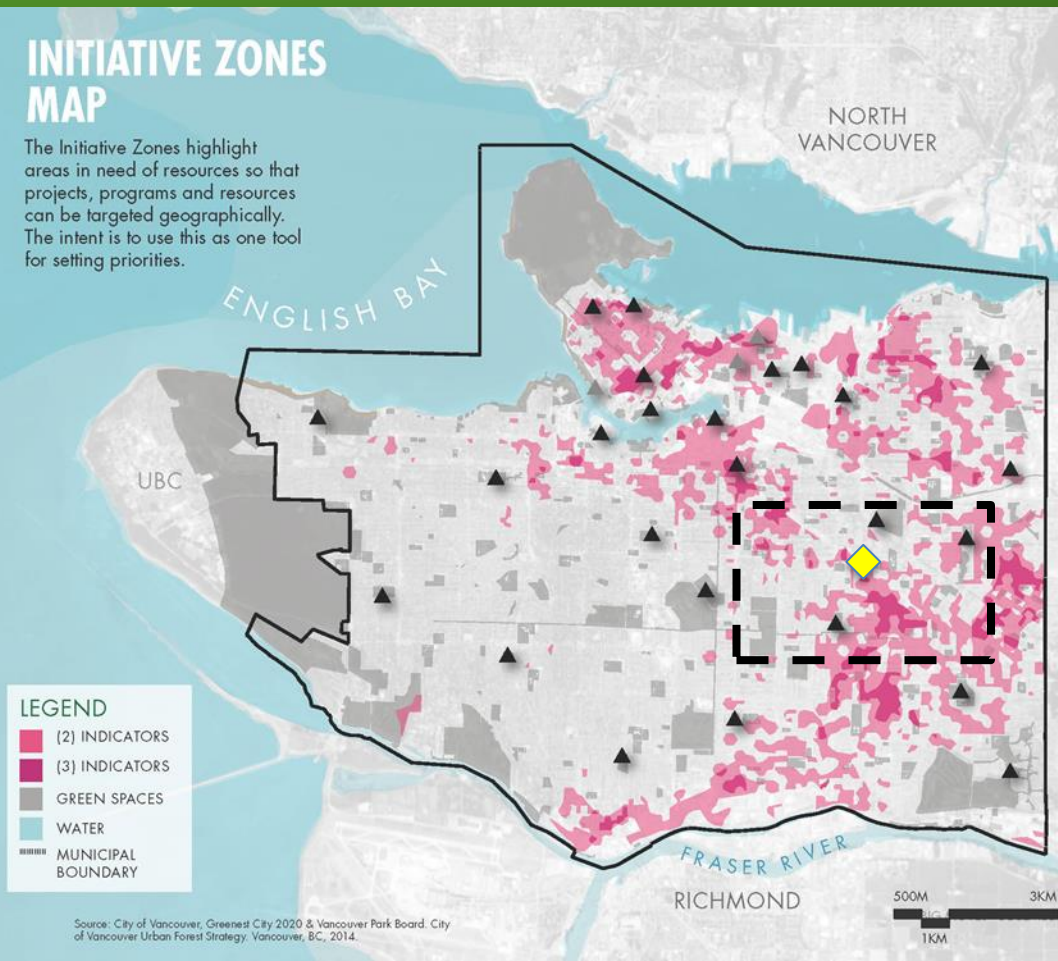 INITIATIVE ZONES
MAP
The Initiative Zones highlight
areas in need of resources so that
projects, programs and resources
can be targeted geographically.
The intent is to use this as one tool
for setting priorities.
NORTH
VANCOUVER
ENGLISH BAY
UBC
LEGEND
(2) INDICATORS
(3) INDICATORS
GREEN SPACES
WATER
MUNICIPAL
BOUNDARY
FRASER RIVER
RICHMOND
500M
3KM
1KM
Source: City of Vancouver, Greenest City 2020 & Vancouver Park Board. City
of Vancouver Urban Forest Strategy. Vancouver, BC, 2014.